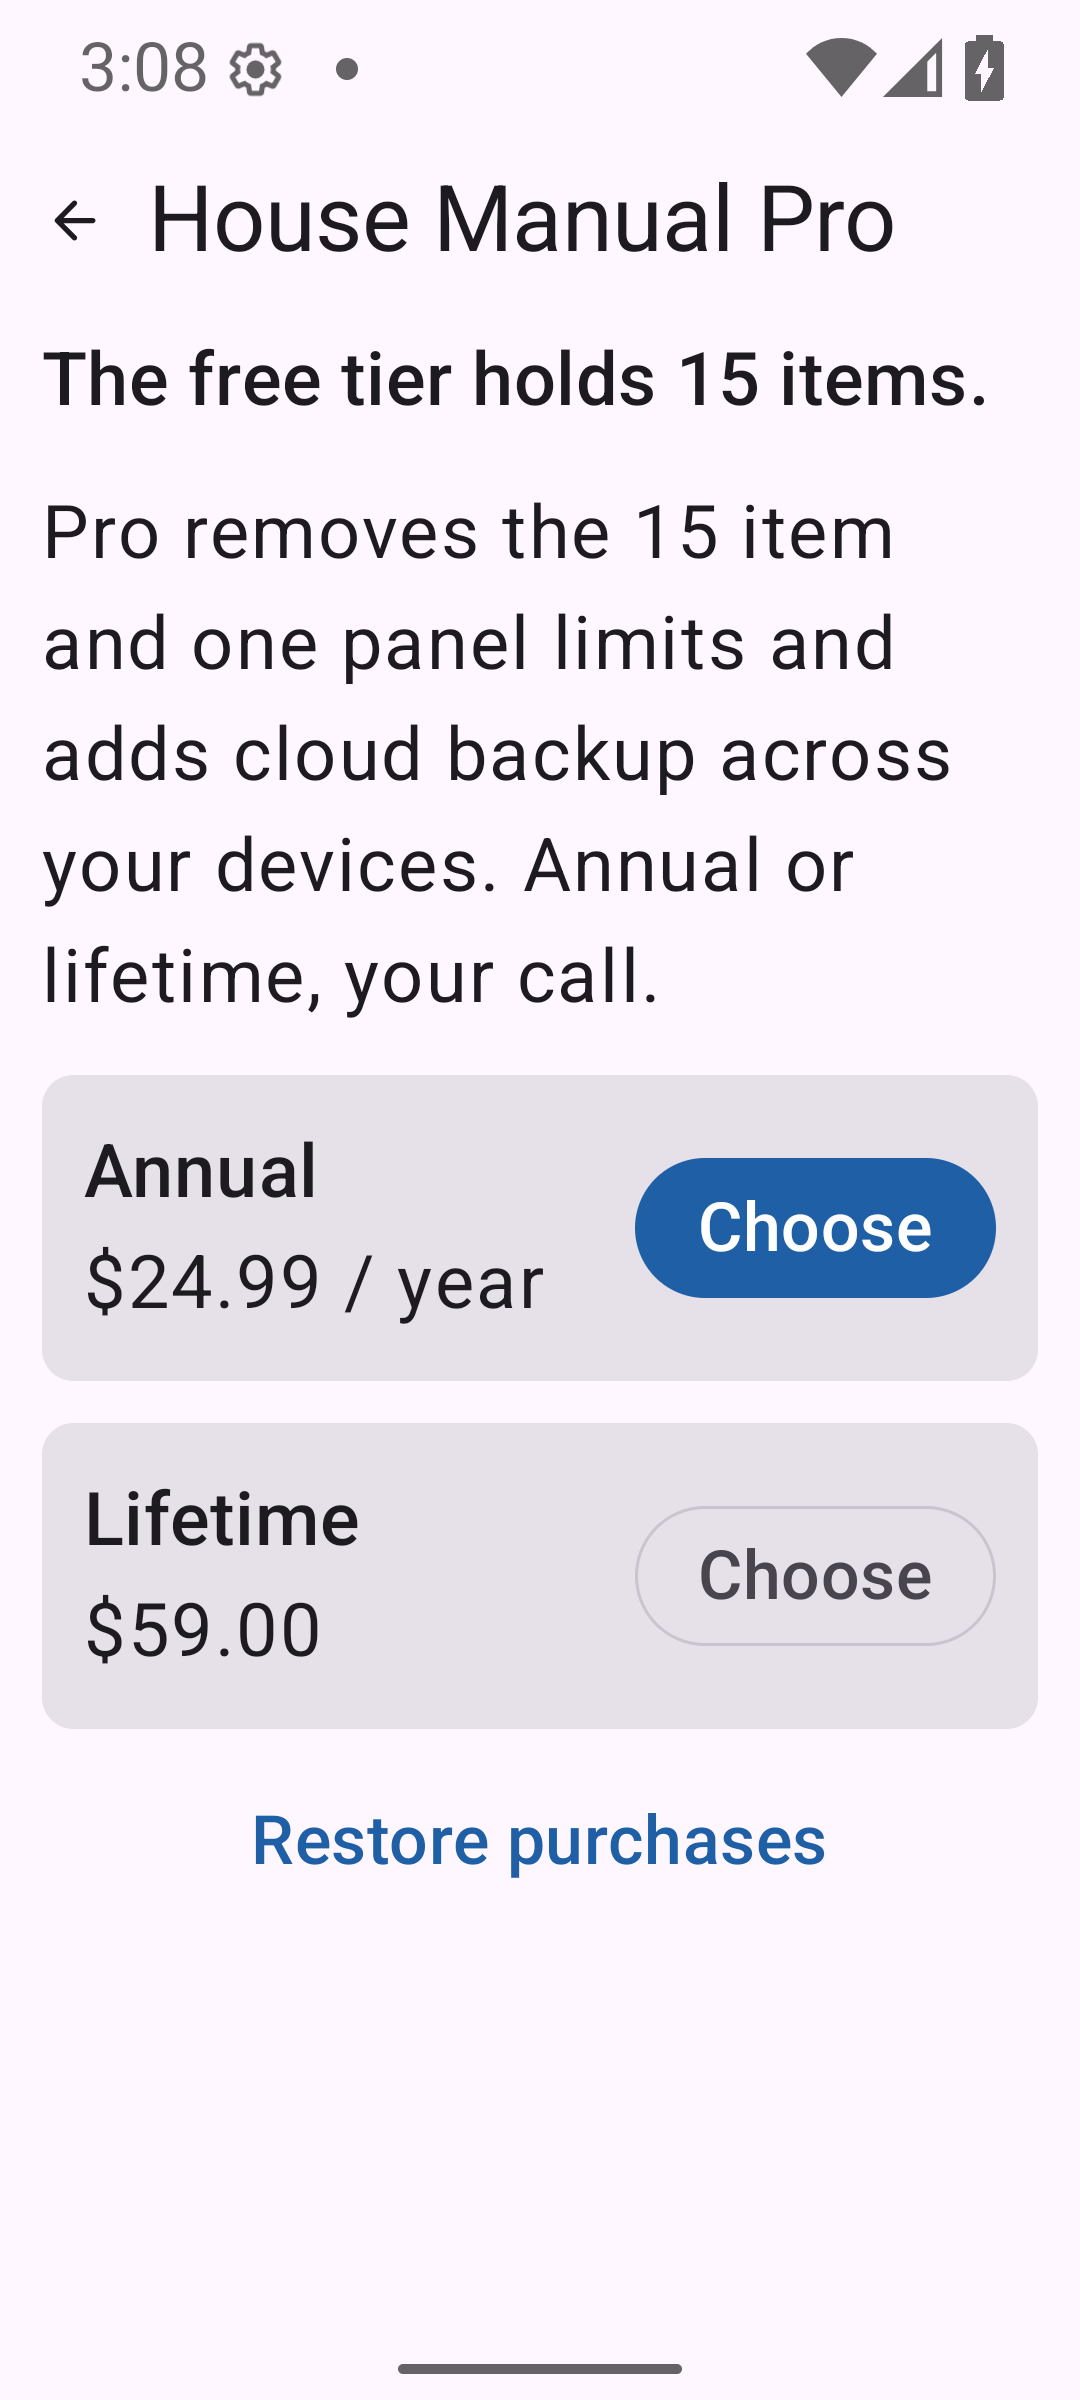 3:08
House Manual Pro
The free tier holds 15 items.
Pro removes the 15 item
and one panel limits and
adds cloud backup across
your devices. Annual or
lifetime, your call.
Annual
$24.99 / year
Choose
Lifetime
$59.00
Choose
Restore purchases